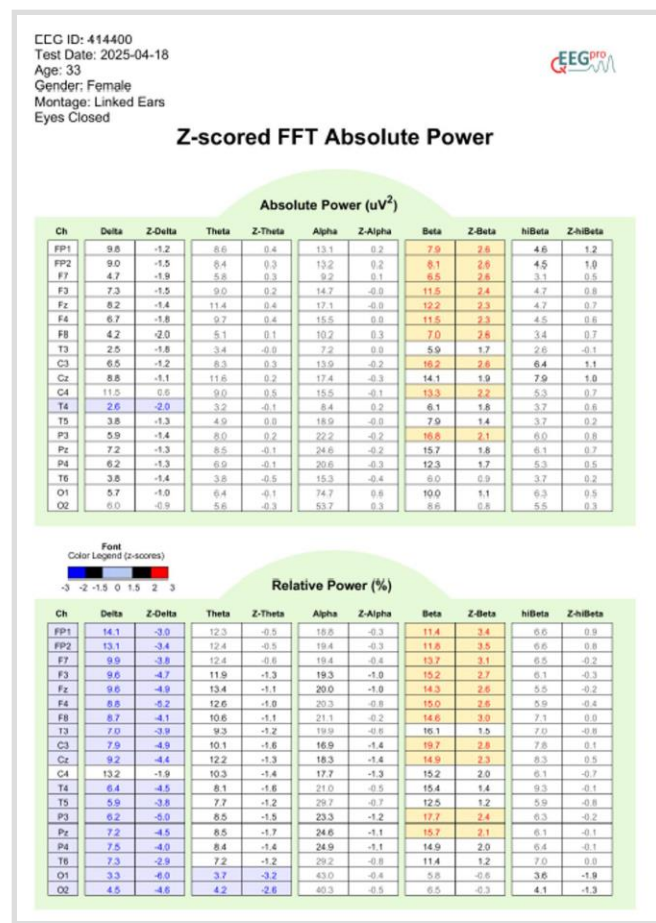 EEG ID: 414400
Test Date: 2025-04-18
Age: 33
Gender: Female
Montage: Linked Ears
Eyes Closed
QEEGpro
Z-scored FFT Absolute Power
Absolute Power (uV2)
Ch Delta Z-Delta Theta Z-Theta Alpha Z-Alpha Beta Z-Beta hiBeta Z-hiBeta
FP1 9.8 -1.2 8.6 0.4 13.1 0.2 7.9 2.6 4.6 1.2
FP2 9.0 -1.5 8.4 0.3 13.2 0.2 8.1 2.6 4.5 1.0
F7 4.7 -1.9 5.8 0.3 9.2 0.1 6.5 2.6 3.1 0.5
F3 7.3 -1.5 9.0 0.2 14.7 -0.0 11.5 2.4 4.7 0.8
Fz 8.2 -1.4 11.4 0.4 17.1 -0.0 12.2 2.3 4.7 0.7
F4 6.7 -1.8 9.7 0.4 15.5 0.0 11.5 2.3 4.5 0.6
F8 4.2 -2.0 5.1 0.1 10.2 0.3 7.0 2.6 3.4 0.7
T3 2.5 -1.8 3.4 -0.0 7.2 0.0 5.9 1.7 2.6 -0.1
C3 6.5 -1.2 8.3 0.3 13.9 -0.2 16.2 2.6 6.4 1.1
Cz 8.8 -1.1 11.6 0.2 17.4 -0.3 14.1 1.9 7.9 1.0
C4 11.5 0.6 9.0 0.5 15.5 -0.1 13.3 2.2 5.3 0.7
T4 2.6 -2.0 3.2 -0.1 8.4 0.2 6.1 1.8 3.7 0.6
T5 3.8 -1.3 4.9 0.0 18.9 -0.0 7.9 1.4 3.7 0.2
P3 5.9 -1.4 8.0 0.2 22.2 -0.2 16.8 2.1 6.0 0.8
Pz 7.2 -1.3 8.5 -0.1 24.6 -0.2 15.7 1.8 6.1 0.7
P4 6.2 -1.3 6.9 -0.1 20.6 -0.3 12.3 1.7 5.3 0.5
T6 3.8 -1.4 3.8 -0.5 15.3 -0.4 6.0 0.9 3.7 0.2
O1 5.7 -1.0 6.4 -0.1 74.7 0.6 10.0 1.1 6.3 0.5
O2 6.0 -0.9 5.6 -0.3 53.7 0.3 8.6 0.8 5.5 0.3
Font
Color Legend (z-scores)
-3 -2 -1.5 0 1.5 2 3
Relative Power (%)
Ch Delta Z-Delta Theta Z-Theta Alpha Z-Alpha Beta Z-Beta hiBeta Z-hiBeta
FP1 14.1 -3.0 12.3 -0.5 18.8 -0.3 11.4 3.4 6.6 0.9
FP2 13.1 -3.4 12.4 -0.5 19.4 -0.3 11.8 3.5 6.6 0.8
F7 9.9 -3.8 12.4 -0.6 19.4 -0.4 13.7 3.1 6.5 -0.2
F3 9.6 -4.7 11.9 -1.3 19.3 -1.0 15.2 2.7 6.1 -0.3
Fz 9.6 -4.9 13.4 -1.1 20.0 -1.0 14.3 2.6 5.5 -0.2
F4 8.8 -5.2 12.6 -1.0 20.3 -0.8 15.0 2.6 5.9 -0.4
F8 8.7 -4.1 10.6 -1.1 21.1 -0.2 14.6 3.0 7.1 0.0
T3 7.0 -3.9 9.3 -1.2 19.9 -0.6 16.1 1.5 7.0 -0.8
C3 7.9 -4.9 10.1 -1.6 16.9 -1.4 19.7 2.8 7.8 0.1
Cz 9.2 -4.4 12.2 -1.3 18.3 -1.4 14.9 2.3 8.3 0.5
C4 13.2 -1.9 10.3 -1.4 17.7 -1.3 15.2 2.0 6.1 -0.7
T4 6.4 -4.5 8.1 -1.6 21.0 -0.5 15.4 1.4 9.3 -0.1
T5 5.9 -3.8 7.7 -1.2 29.7 -0.7 12.5 1.2 5.9 -0.8
P3 6.2 -5.0 8.5 -1.5 23.3 -1.2 17.7 2.4 6.3 -0.2
Pz 7.2 -4.5 8.5 -1.7 24.6 -1.1 15.7 2.1 6.1 -0.1
P4 7.5 -4.0 8.4 -1.4 24.9 -1.1 14.9 2.0 6.4 -0.1
T6 7.3 -2.9 7.2 -1.2 29.2 -0.8 11.4 1.2 7.0 0.0
O1 3.3 -6.0 3.7 -3.2 43.0 -0.4 5.8 -0.6 3.6 -1.9
O2 4.5 -4.6 4.2 -2.6 40.3 -0.5 6.5 -0.3 4.1 -1.3